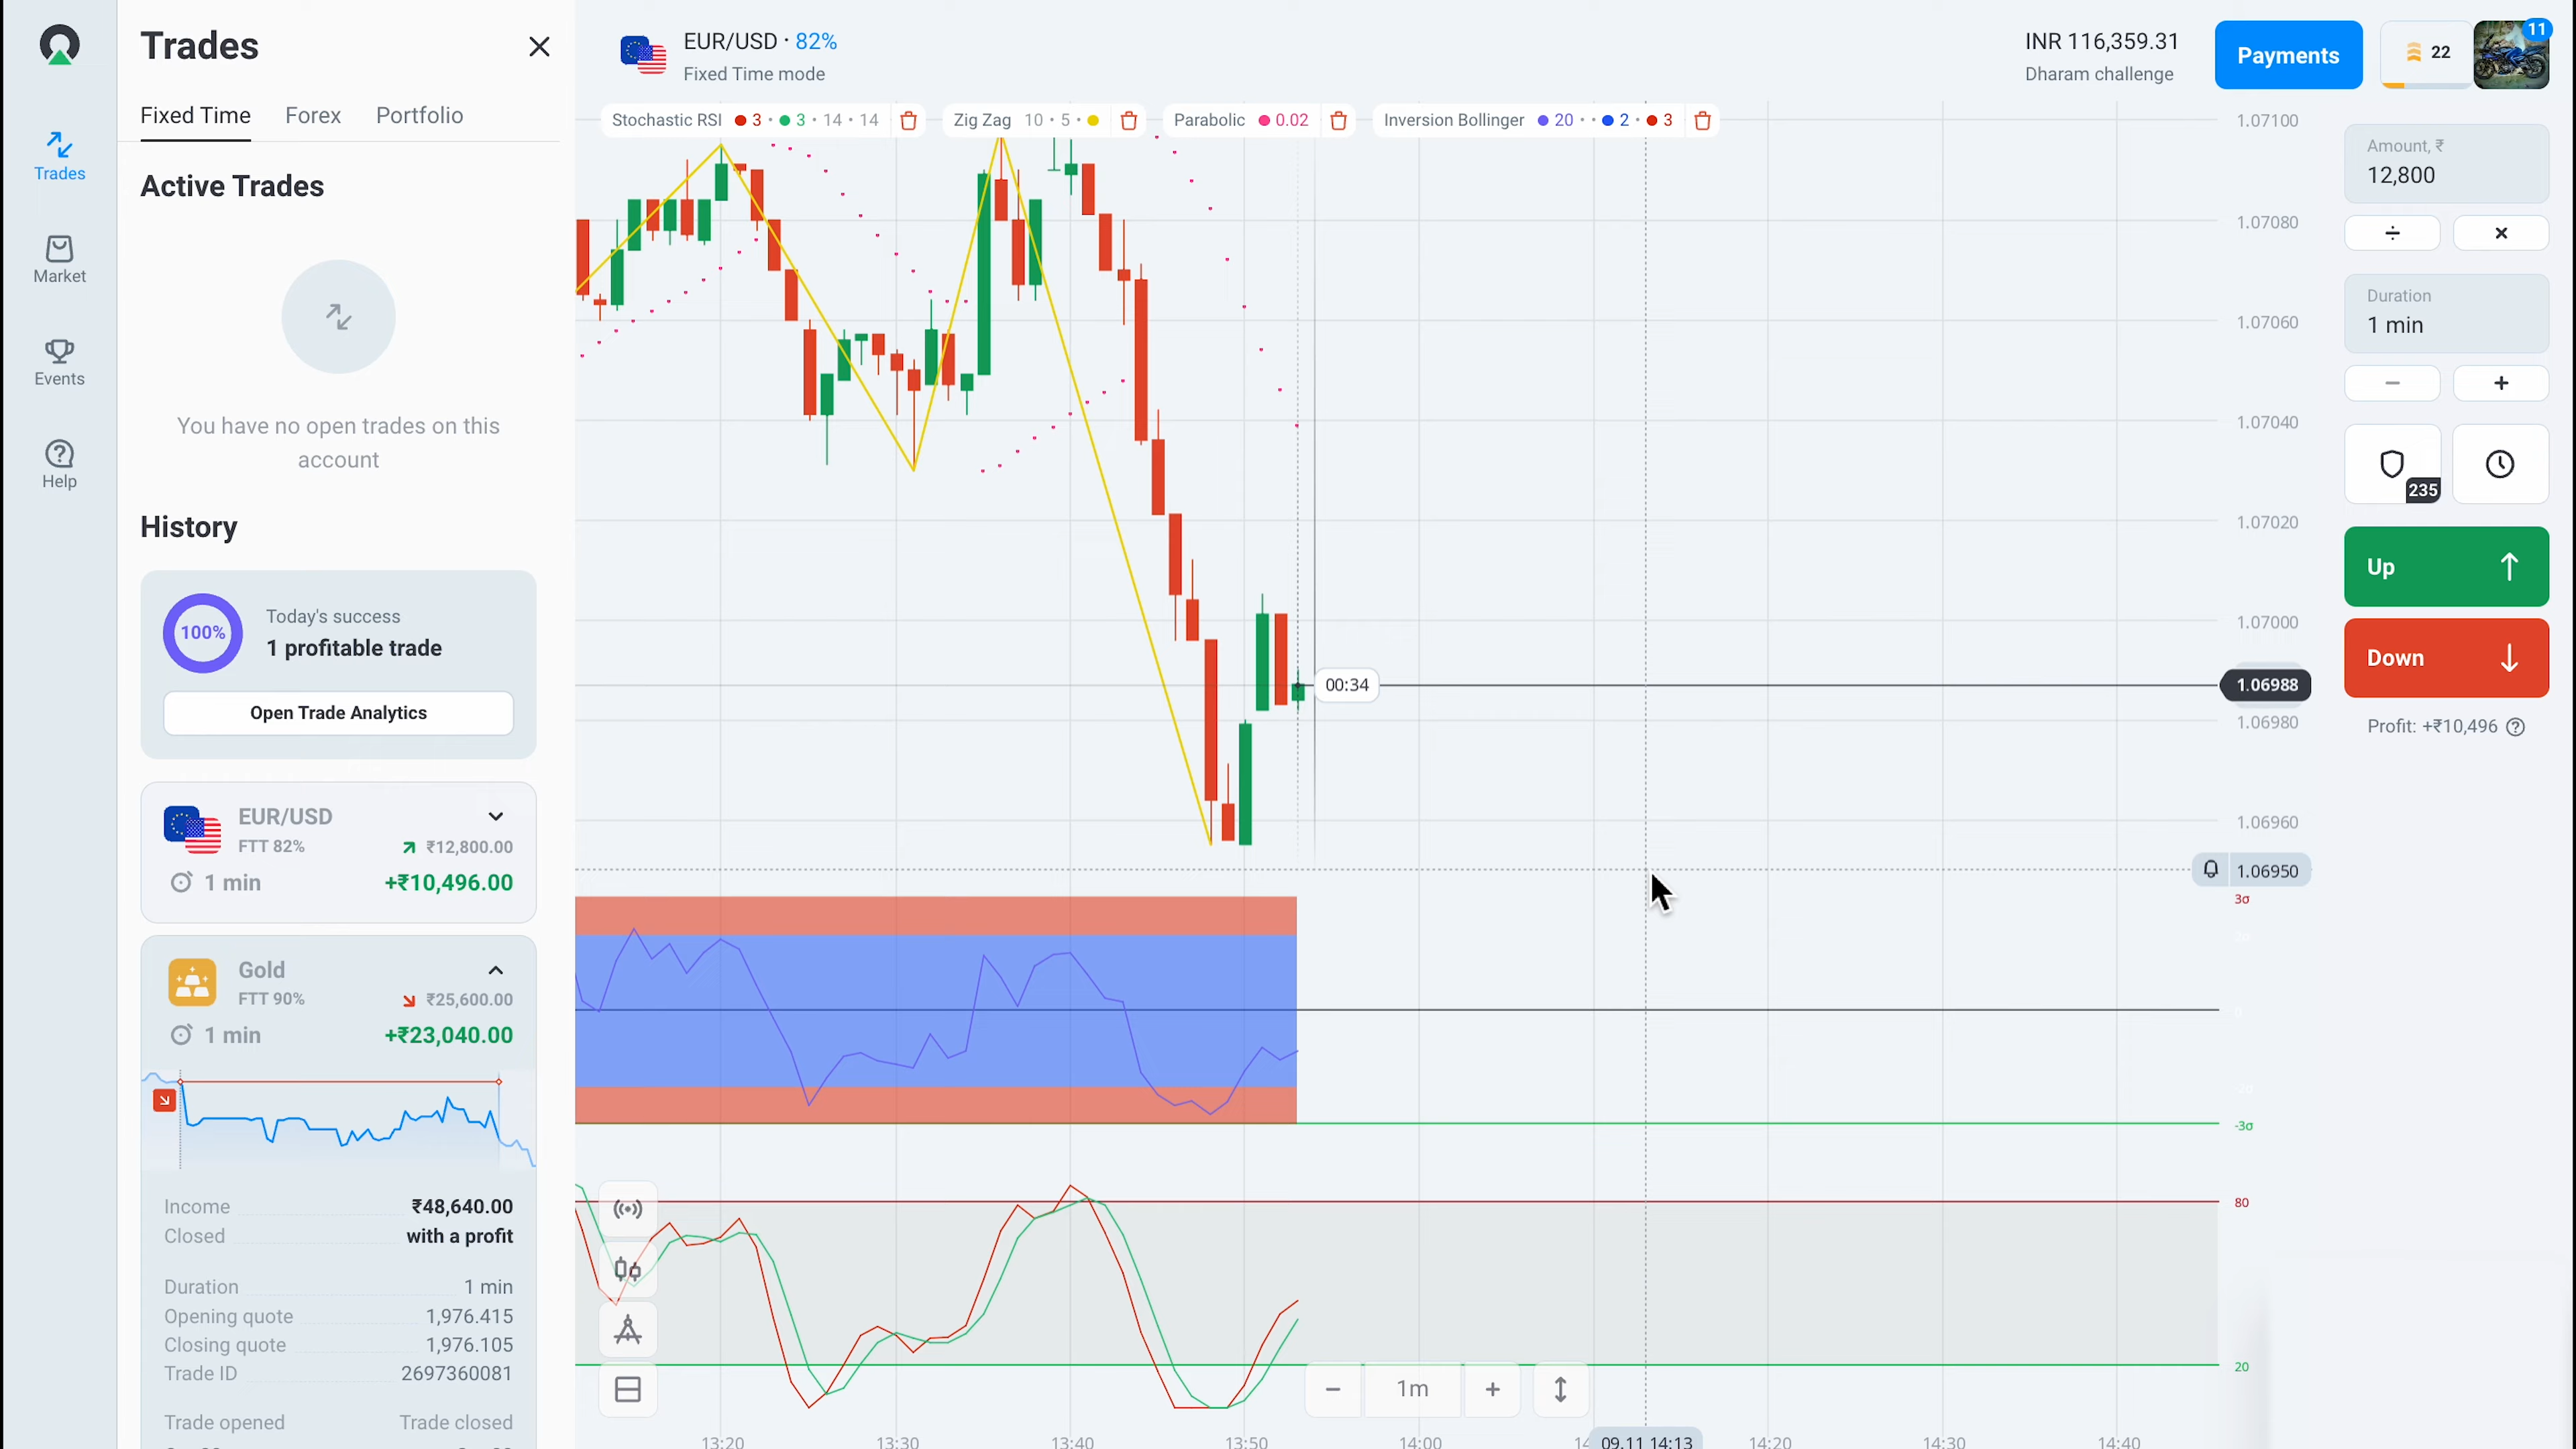 Trades
Fixed Time
Forex
Portfolio
Trades
Market
Events
Help
Active Trades
You have no open trades on this
account
History
100%
Today's success
1 profitable trade
Open Trade Analytics
EUR/USD
FTT 82%
₹12,800.00
1 min
+₹10,496.00
Gold
FTT 90%
₹25,600.00
1 min
+₹23,040.00
Income ₹48,640.00
Closed with a profit
Duration 1 min
Opening quote 1,976.415
Closing quote 1,976.105
Trade ID 2697360081
Trade opened Trade closed
EUR/USD · 82%
Fixed Time mode
INR 116,359.31
Dharam challenge
Payments
22
11
Stochastic RSI 3 · 3 · 14 · 14
Zig Zag 10 · 5 ·
Parabolic 0.02
Inversion Bollinger 20 · · 2 · 3
1.07100
1.07080
1.07060
1.07040
1.07020
1.07000
00:34
1.06988
1.06980
1.06960
1.06950
3σ
-3σ
80
20
1m
13:20
13:30
13:40
13:50
14:00
09.11 14:13
14:20
14:30
14:40
Amount, ₹
12,800
÷
×
Duration
1 min
−
+
235
Up
Down
Profit: +₹10,496